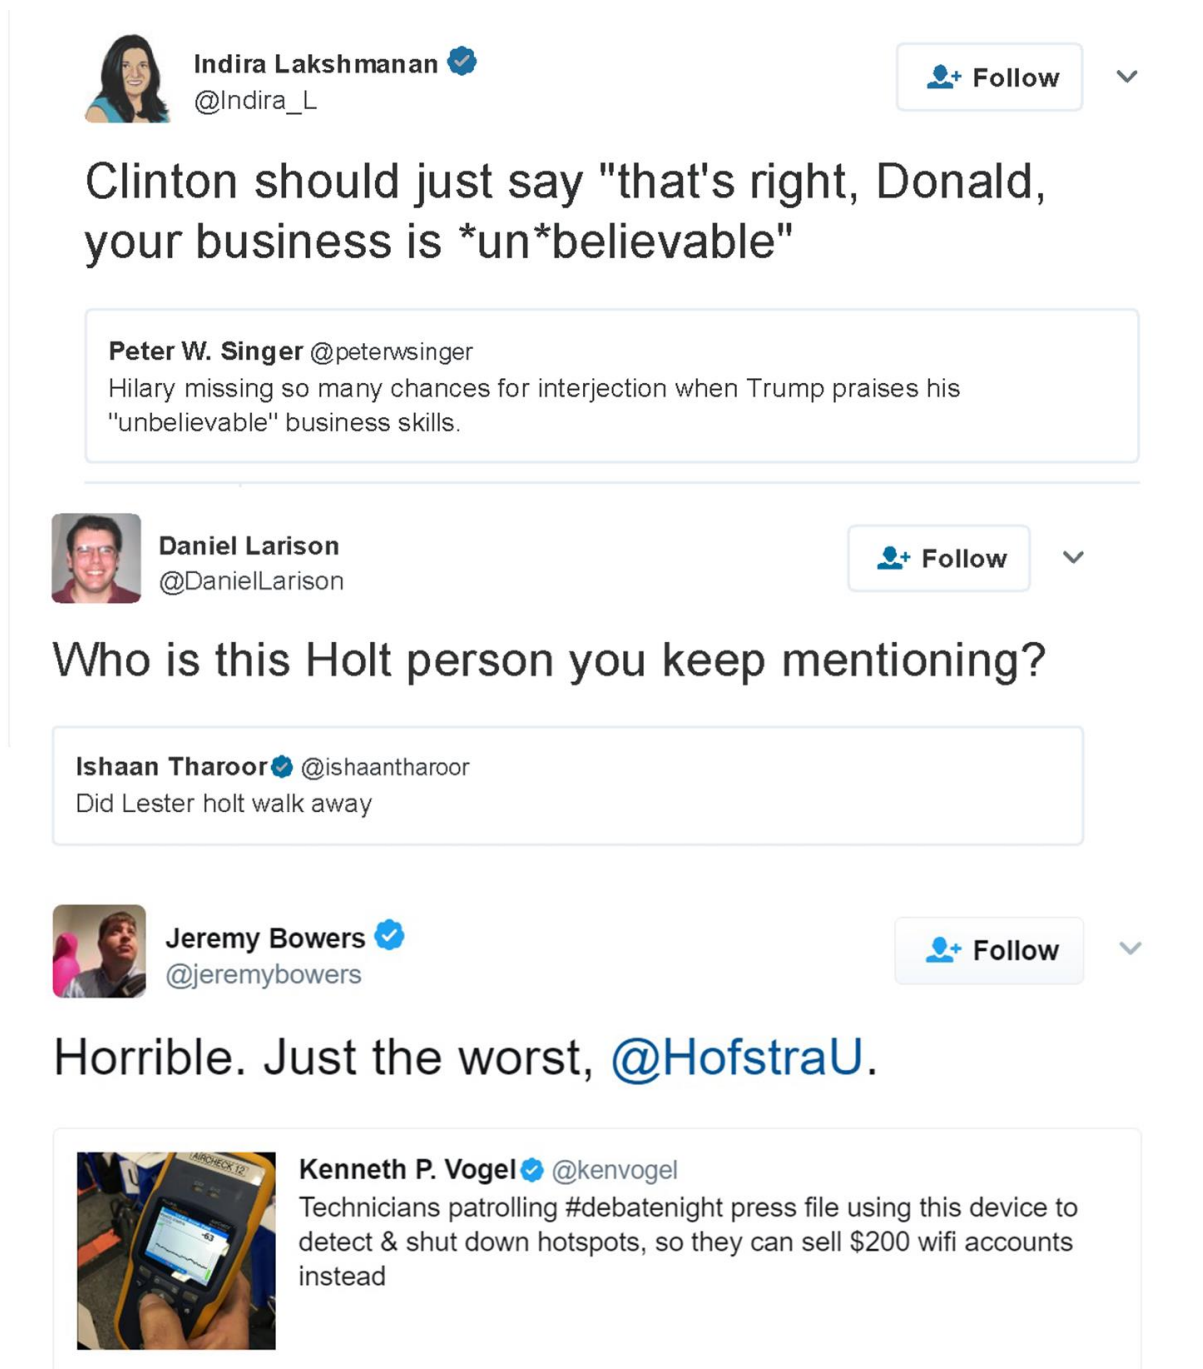 Indira Lakshmanan
@Indira_L
Follow
Clinton should just say "that's right, Donald,
your business is *un*believable"
Peter W. Singer @peterwsinger
Hilary missing so many chances for interjection when Trump praises his
"unbelievable" business skills.
Daniel Larison
@DanielLarison
Follow
Who is this Holt person you keep mentioning?
Ishaan Tharoor @ishaantharoor
Did Lester holt walk away
Jeremy Bowers
@jeremybowers
Follow
Horrible. Just the worst, @HofstraU.
AIRCHECK 12
-63
Kenneth P. Vogel @kenvogel
Technicians patrolling #debatenight press file using this device to
detect & shut down hotspots, so they can sell $200 wifi accounts
instead